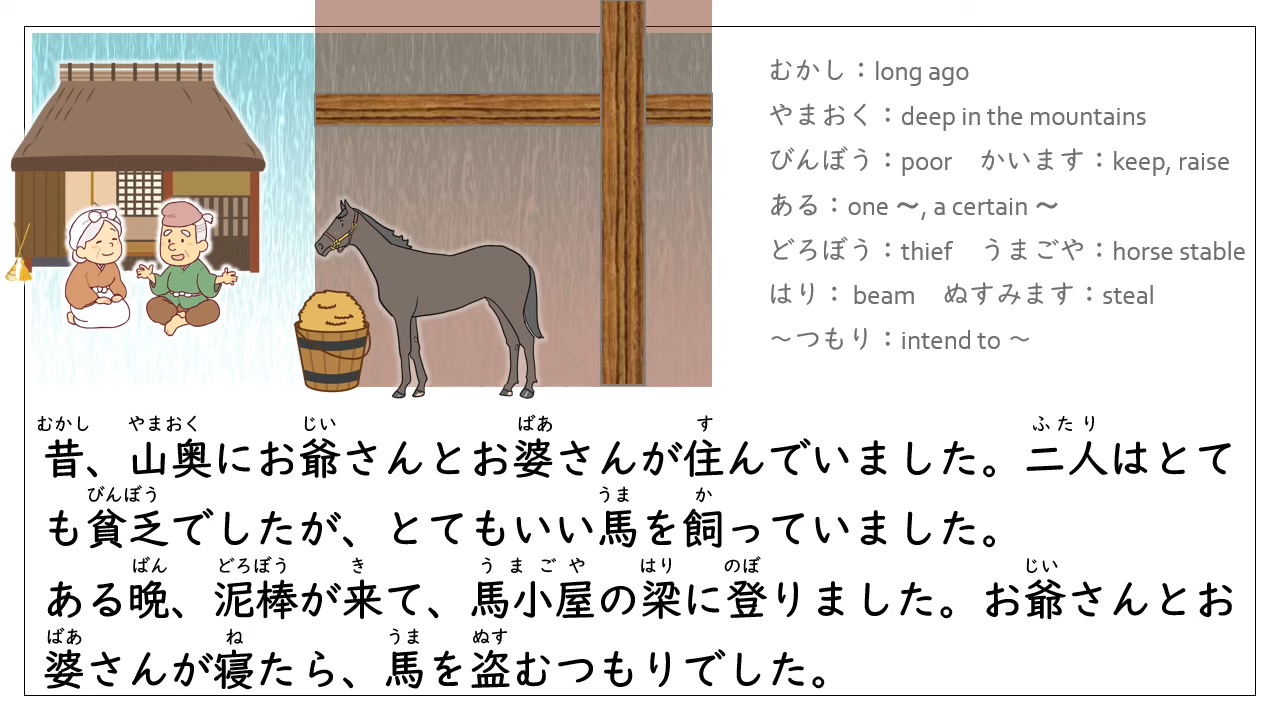 むかし：long ago
やまおく：deep in the mountains
びんぼう：poor　かいます：keep, raise
ある：one ～, a certain ～
どろぼう：thief　うまごや：horse stable
はり： beam　ぬすみます：steal
～つもり：intend to ～
むかし　やまおく　じい　ばあ　す　ふたり
昔、山奥にお爺さんとお婆さんが住んでいました。二人はとて
びんぼう　うま　か
も貧乏でしたが、とてもいい馬を飼っていました。
ばん　どろぼう　き　うまごや　はり　のぼ　じい
ある晩、泥棒が来て、馬小屋の梁に登りました。お爺さんとお
ばあ　ね　うま　ぬす
婆さんが寝たら、馬を盗むつもりでした。